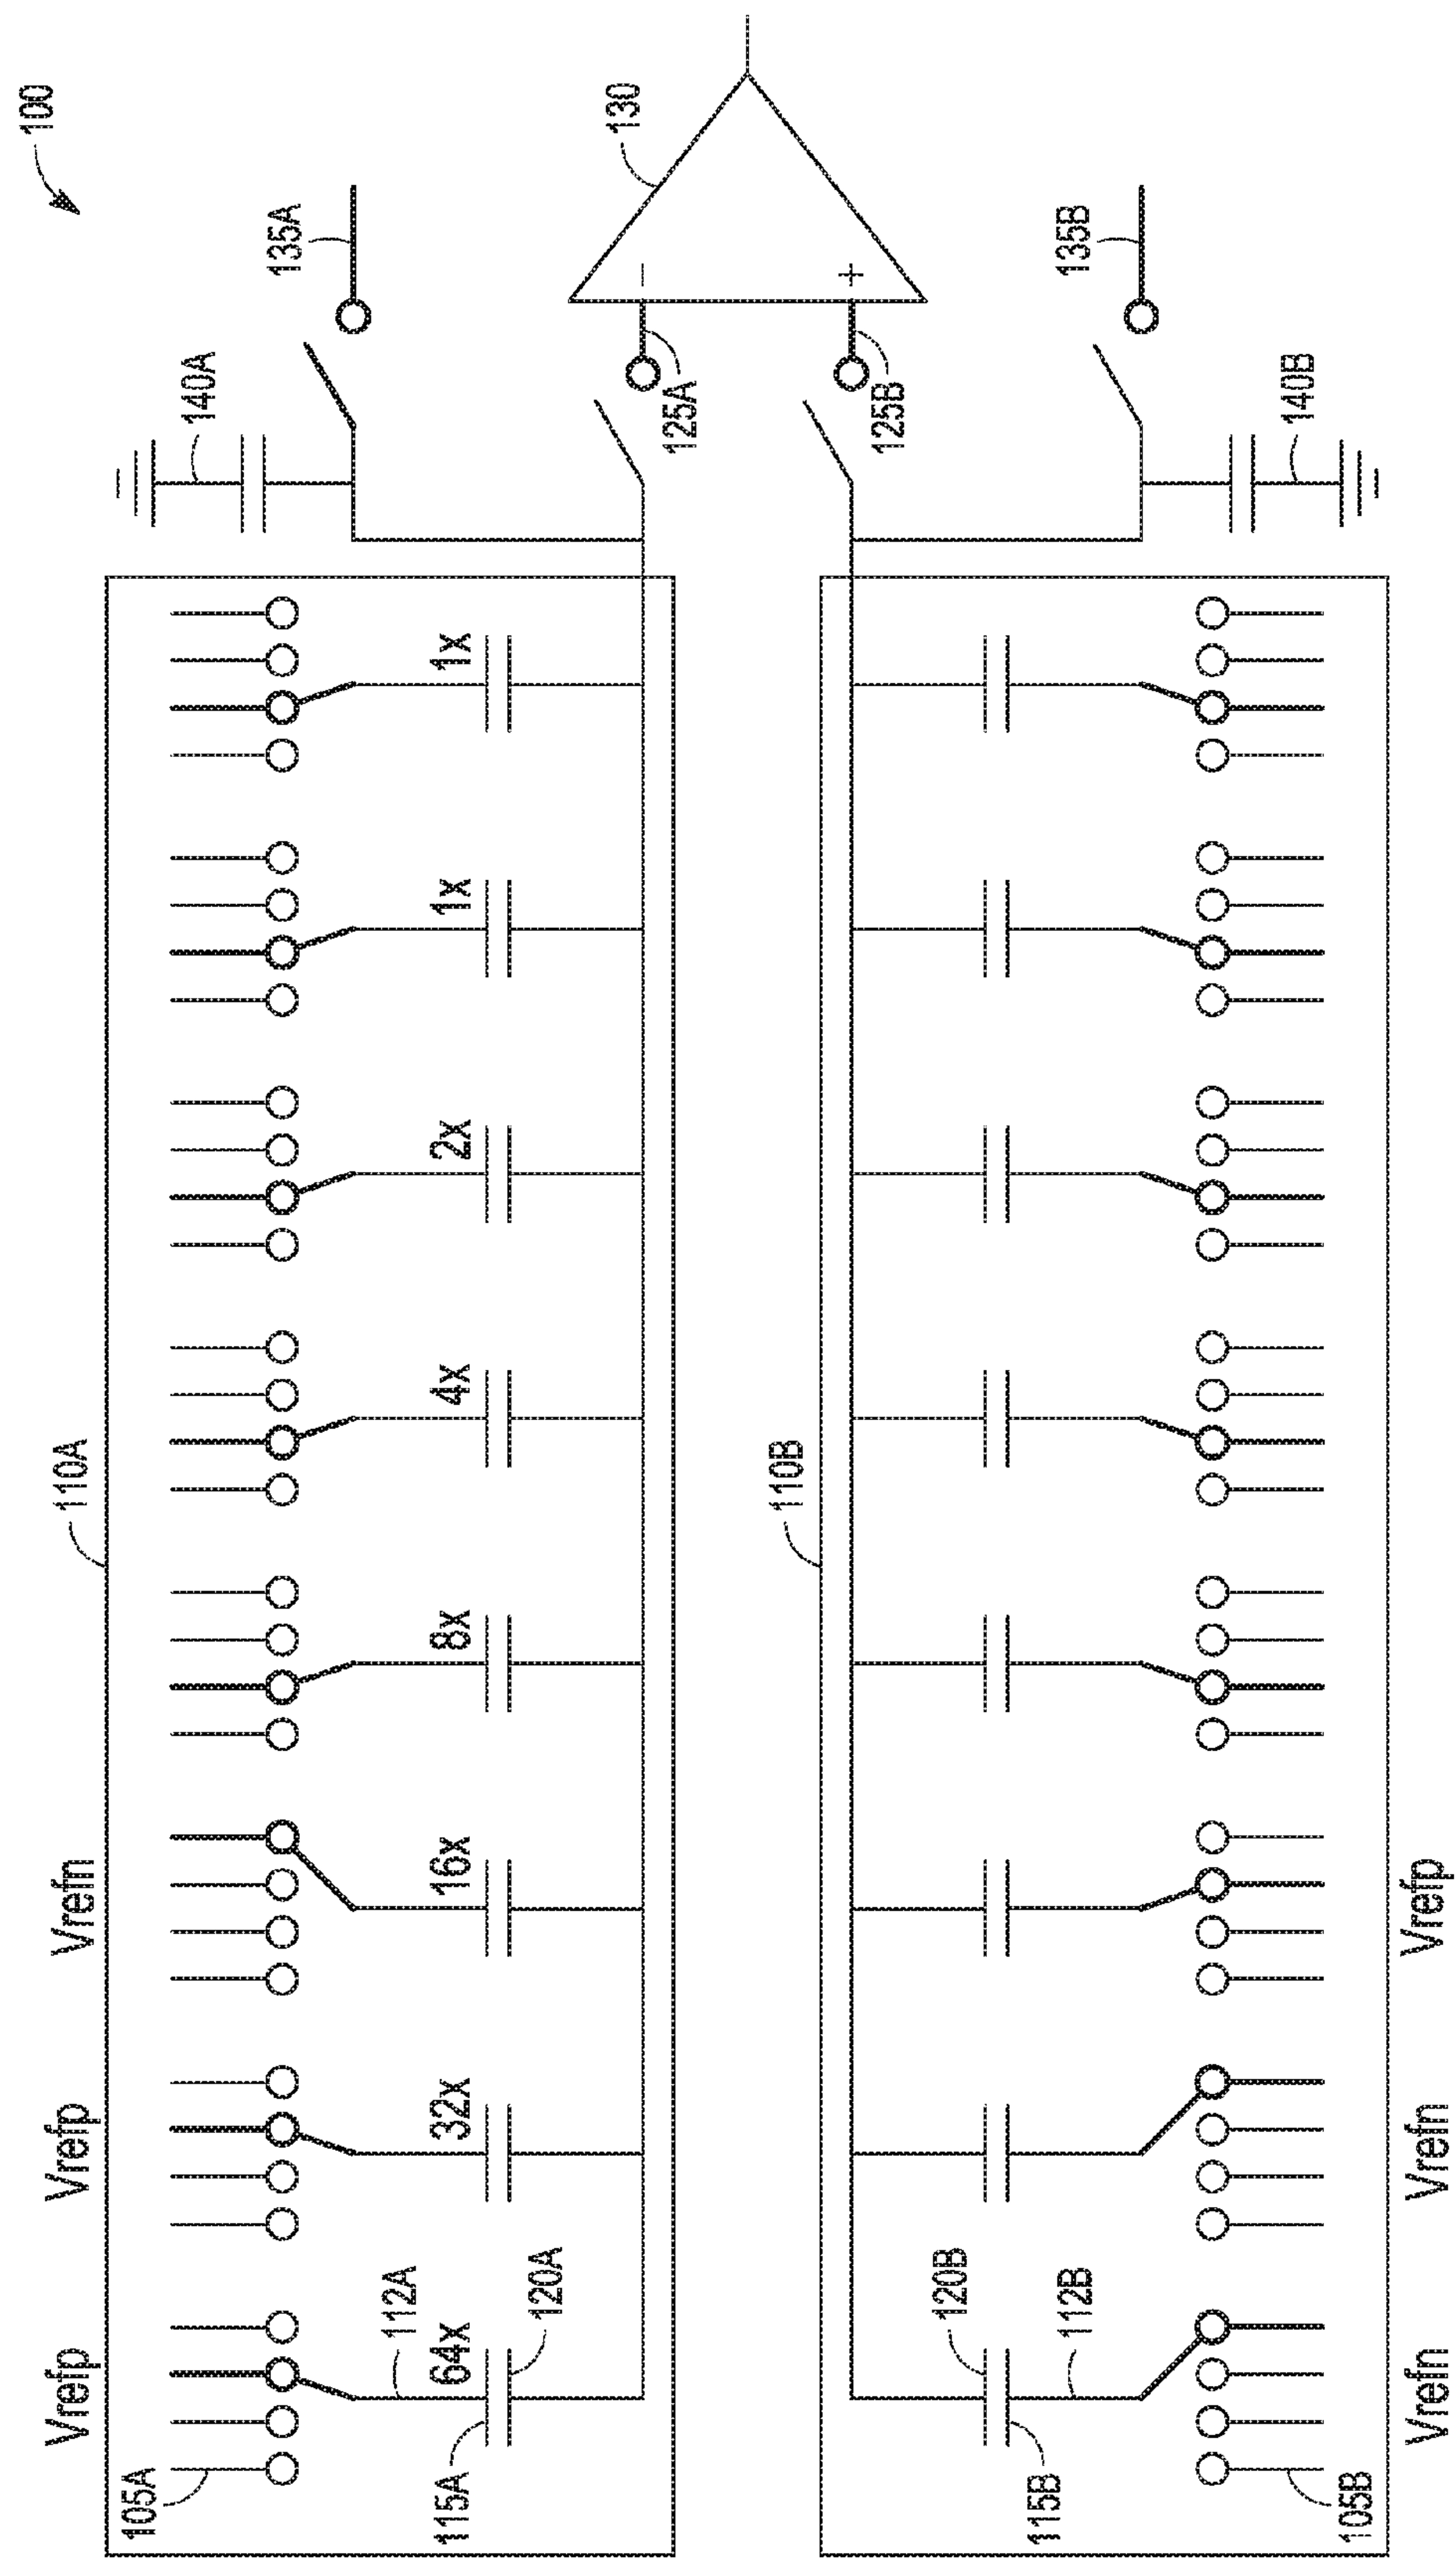 100
Vrefp
Vrefp
Vrefn
110A
105A
140A
135A
112A
115A
64x
32x
16x
8x
4x
2x
1x
1x
120A
130
−
125A
110B
+
125B
120B
115B
112B
135B
140B
105B
Vrefn
Vrefn
Vrefp